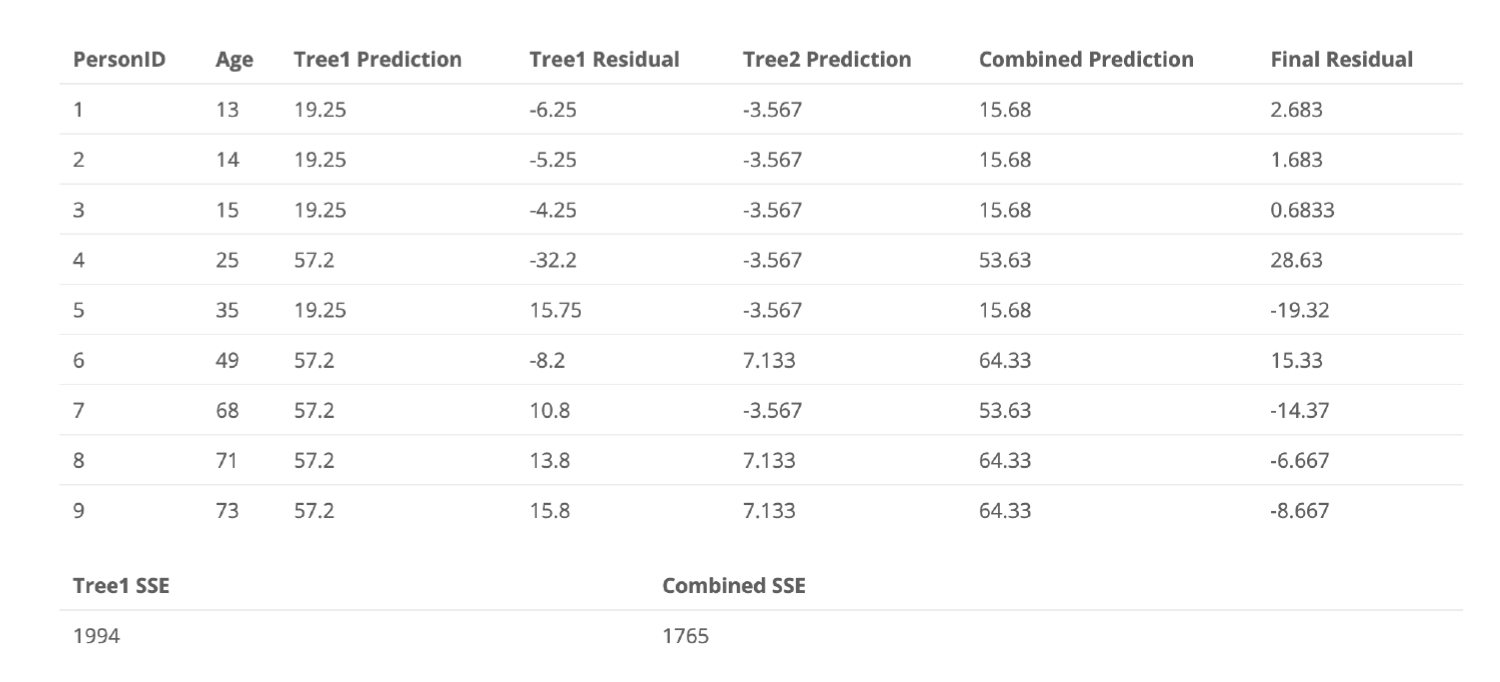 PersonID Age Tree1 Prediction Tree1 Residual Tree2 Prediction Combined Prediction Final Residual
1 13 19.25 -6.25 -3.567 15.68 2.683
2 14 19.25 -5.25 -3.567 15.68 1.683
3 15 19.25 -4.25 -3.567 15.68 0.6833
4 25 57.2 -32.2 -3.567 53.63 28.63
5 35 19.25 15.75 -3.567 15.68 -19.32
6 49 57.2 -8.2 7.133 64.33 15.33
7 68 57.2 10.8 -3.567 53.63 -14.37
8 71 57.2 13.8 7.133 64.33 -6.667
9 73 57.2 15.8 7.133 64.33 -8.667
Tree1 SSE Combined SSE
1994 1765